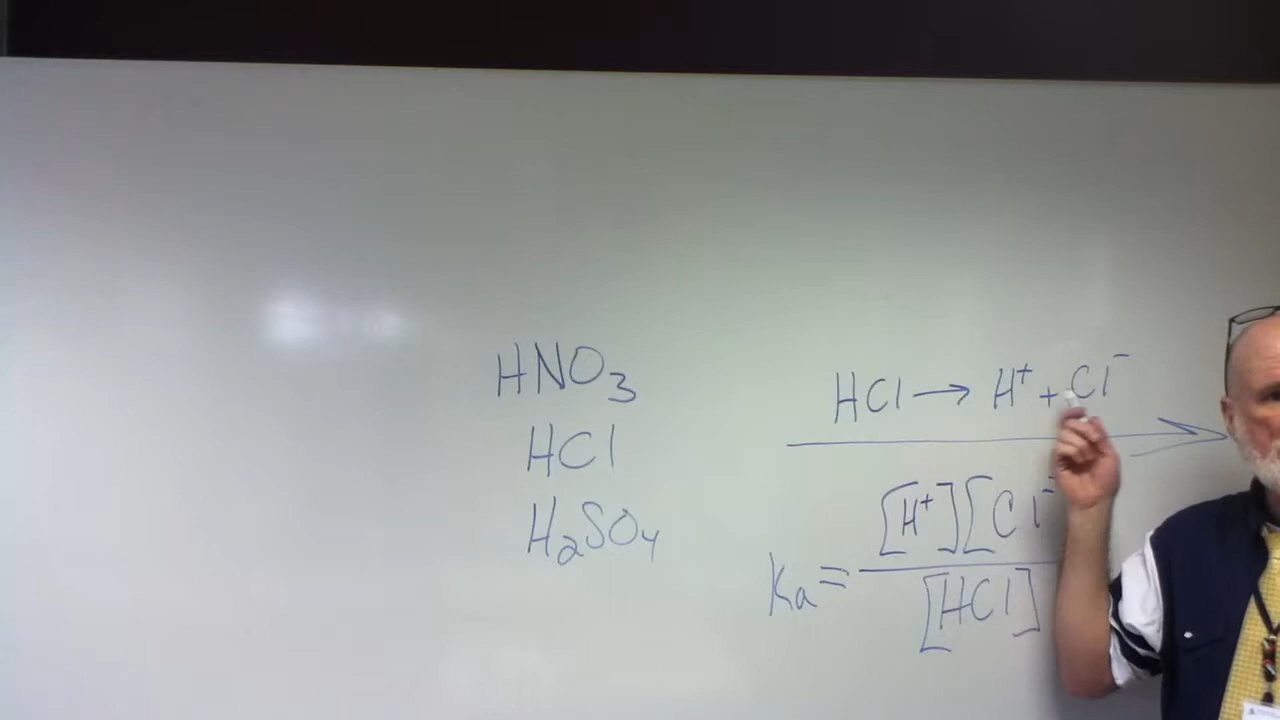 HNO₃
HCl
H₂SO₄
HCl → H⁺ + Cl⁻
Ka = [H⁺][Cl⁻ / [HCl]